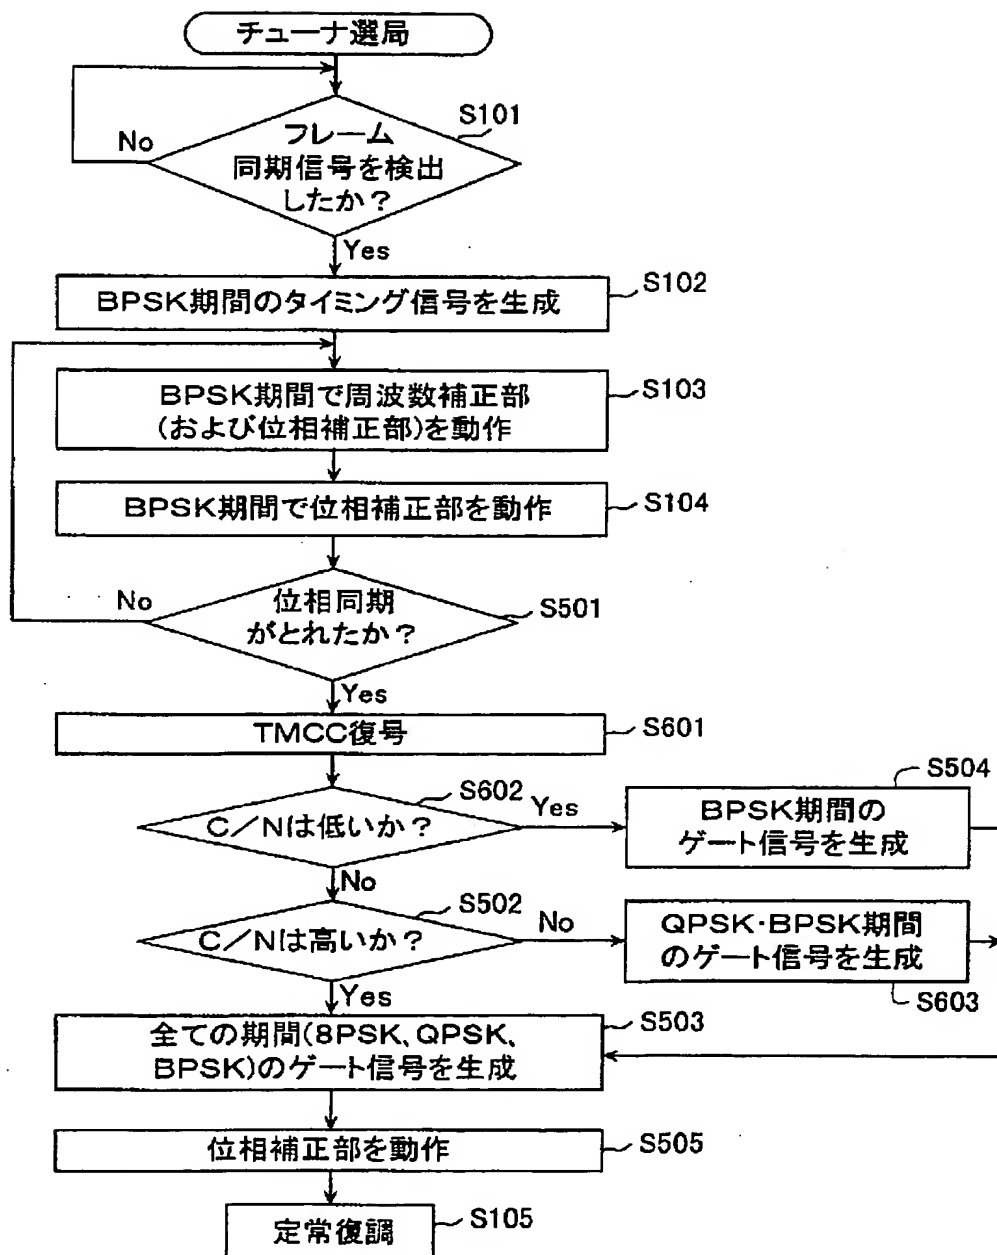 チューナ選局
S101
No
フレーム
同期信号を検出
したか？
Yes
S102
BPSK期間のタイミング信号を生成
S103
BPSK期間で周波数補正部
(および位相補正部)を動作
S104
BPSK期間で位相補正部を動作
No
S501
位相同期
がとれたか？
Yes
S601
TMCC復号
S602
C／Nは低いか？
Yes
S504
BPSK期間の
ゲート信号を生成
No
S502
C／Nは高いか？
No
QPSK・BPSK期間
のゲート信号を生成
S603
Yes
S503
全ての期間(8PSK、QPSK、
BPSK)のゲート信号を生成
S505
位相補正部を動作
S105
定常復調